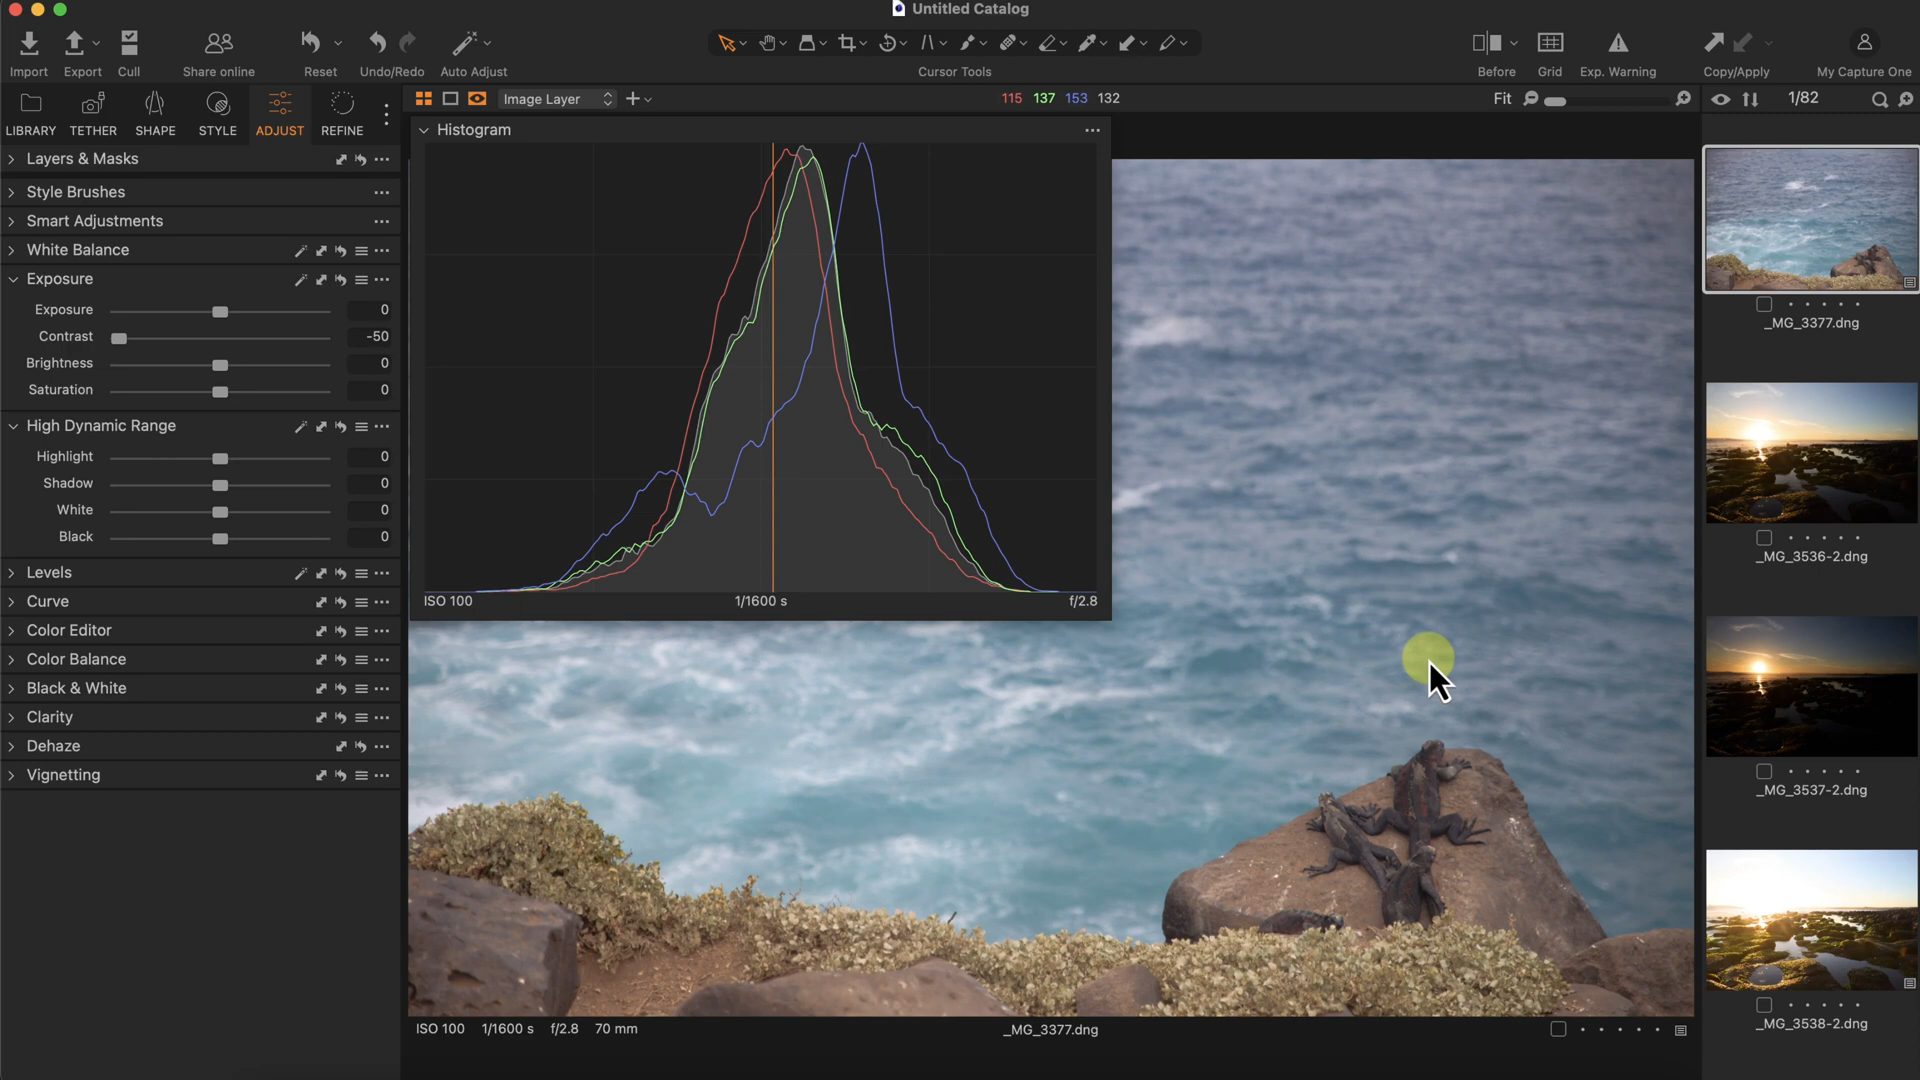 Untitled Catalog
Import
Export
Cull
Share online
Reset
Undo/Redo
Auto Adjust
Cursor Tools
Before
Grid
Exp. Warning
Copy/Apply
My Capture One
LIBRARY
TETHER
SHAPE
STYLE
ADJUST
REFINE
Image Layer
115 137 153 132
Fit
1/82
Layers & Masks
Style Brushes
Smart Adjustments
White Balance
Exposure
Exposure 0
Contrast -50
Brightness 0
Saturation 0
High Dynamic Range
Highlight 0
Shadow 0
White 0
Black 0
Levels
Curve
Color Editor
Color Balance
Black & White
Clarity
Dehaze
Vignetting
Histogram
ISO 100
1/1600 s
f/2.8
ISO 100 1/1600 s f/2.8 70 mm
_MG_3377.dng
_MG_3377.dng
_MG_3536-2.dng
_MG_3537-2.dng
_MG_3538-2.dng